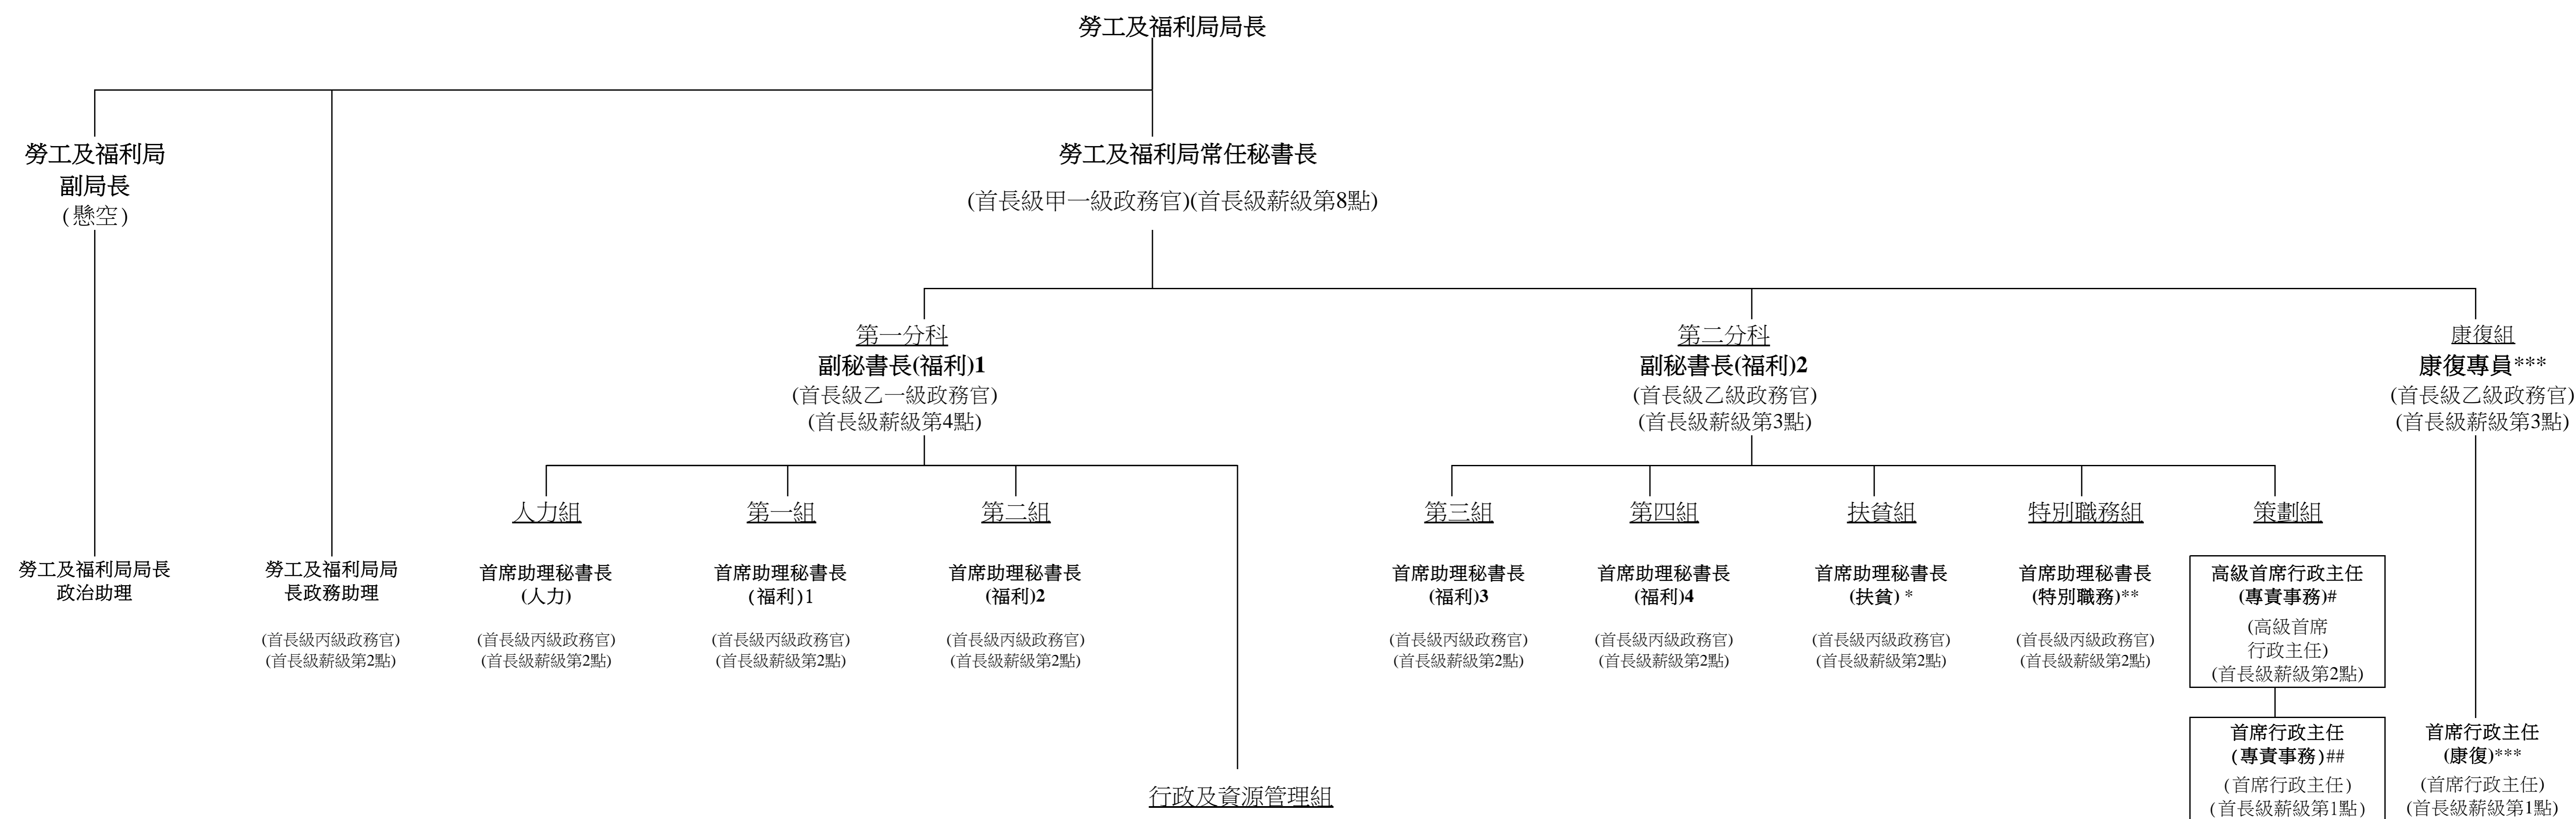 勞工及福利局局長
勞工及福利局
副局長
(懸空)
勞工及福利局常任秘書長
(首長級甲一級政務官)(首長級薪級第8點)
第一分科
副秘書長(福利)1
(首長級乙一級政務官)
(首長級薪級第4點)
第二分科
副秘書長(福利)2
(首長級乙級政務官)
(首長級薪級第3點)
康復組
康復專員***
(首長級乙級政務官)
(首長級薪級第3點)
勞工及福利局局長
政治助理
勞工及福利局局
長政務助理
(首長級丙級政務官)
(首長級薪級第2點)
人力組
首席助理秘書長
(人力)
(首長級丙級政務官)
(首長級薪級第2點)
第一組
首席助理秘書長
(福利)1
(首長級丙級政務官)
(首長級薪級第2點)
第二組
首席助理秘書長
(福利)2
(首長級丙級政務官)
(首長級薪級第2點)
行政及資源管理組
第三組
首席助理秘書長
(福利)3
(首長級丙級政務官)
(首長級薪級第2點)
第四組
首席助理秘書長
(福利)4
(首長級丙級政務官)
(首長級薪級第2點)
扶貧組
首席助理秘書長
(扶貧) *
(首長級丙級政務官)
(首長級薪級第2點)
特別職務組
首席助理秘書長
(特別職務)**
(首長級丙級政務官)
(首長級薪級第2點)
策劃組
高級首席行政主任
(專責事務)#
(高級首席
行政主任)
(首長級薪級第2點)
首席行政主任
(專責事務)##
(首席行政主任)
(首長級薪級第1點)
首席行政主任
(康復)***
(首席行政主任)
(首長級薪級第1點)